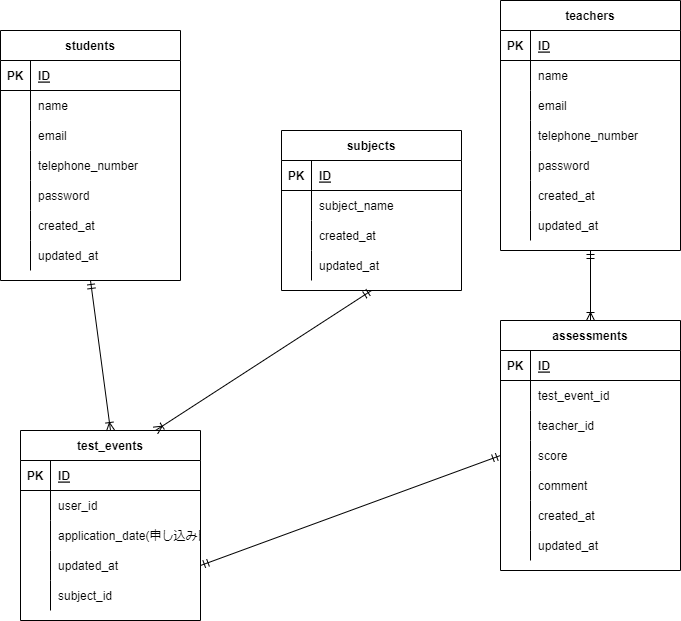 students
PK ID
name
email
telephone_number
password
created_at
updated_at
subjects
PK ID
subject_name
created_at
updated_at
teachers
PK ID
name
email
telephone_number
password
created_at
updated_at
test_events
PK ID
user_id
application_date(申し込み
updated_at
subject_id
assessments
PK ID
test_event_id
teacher_id
score
comment
created_at
updated_at